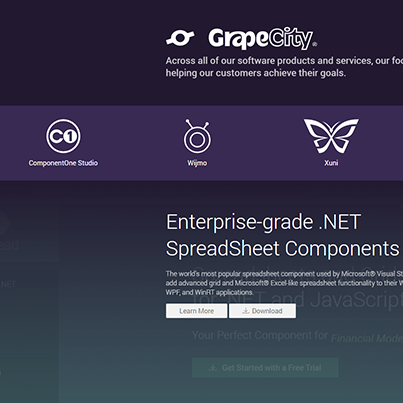 GrapeCity®
Across all of our software products and services, our fo
helping our customers achieve their goals.
C1
ComponentOne Studio
Wijmo
Xuni
Enterprise-grade .NET
SpreadSheet Components
The world's most popular spreadsheet component used by Microsoft® Visual St
add advanced grid and Microsoft® Excel-like spreadsheet functionality to their W
WPF, and WinRT applications
for .NET and JavaScript
.NET
Learn More
Download
Your Perfect Component for Financial Mode
Get Started with a Free Trial